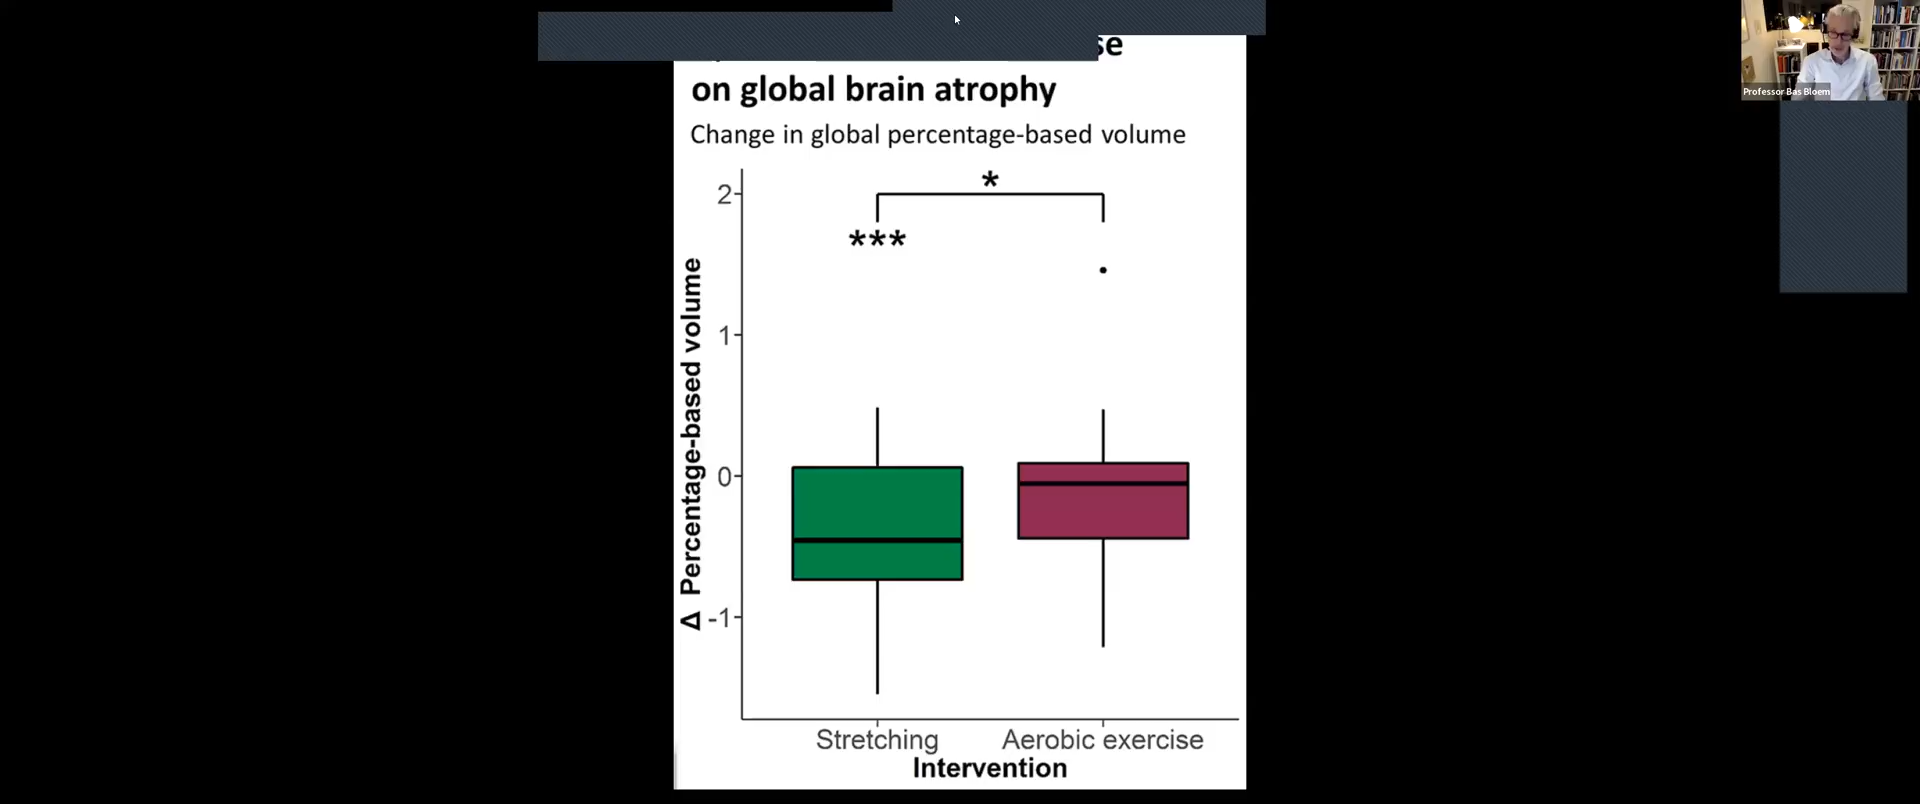 on global brain atrophy
Change in global percentage-based volume
*
2
***
1
0
-1
Δ Percentage-based volume
Stretching
Aerobic exercise
Intervention
Professor Bas Bloem